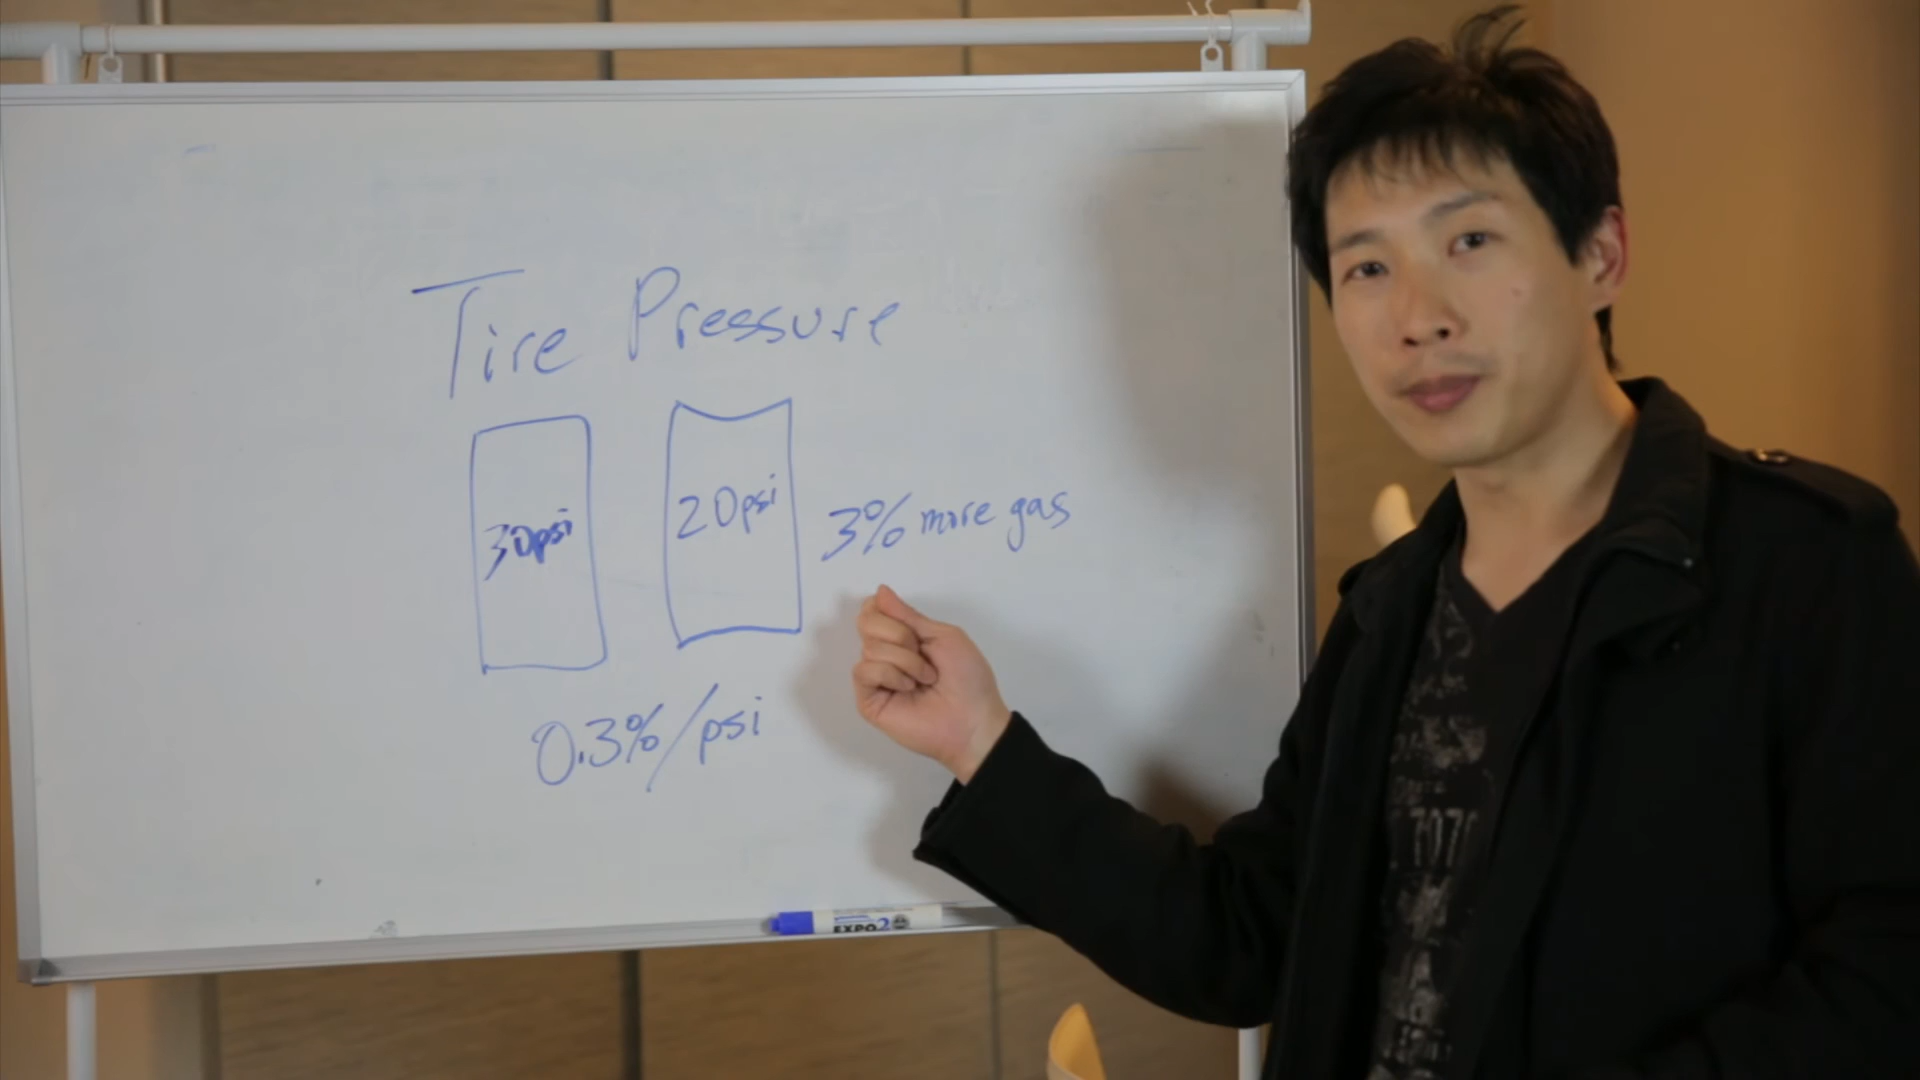 Tire Pressure
30psi
20psi
3% more gas
0.3%/psi
EXPO2